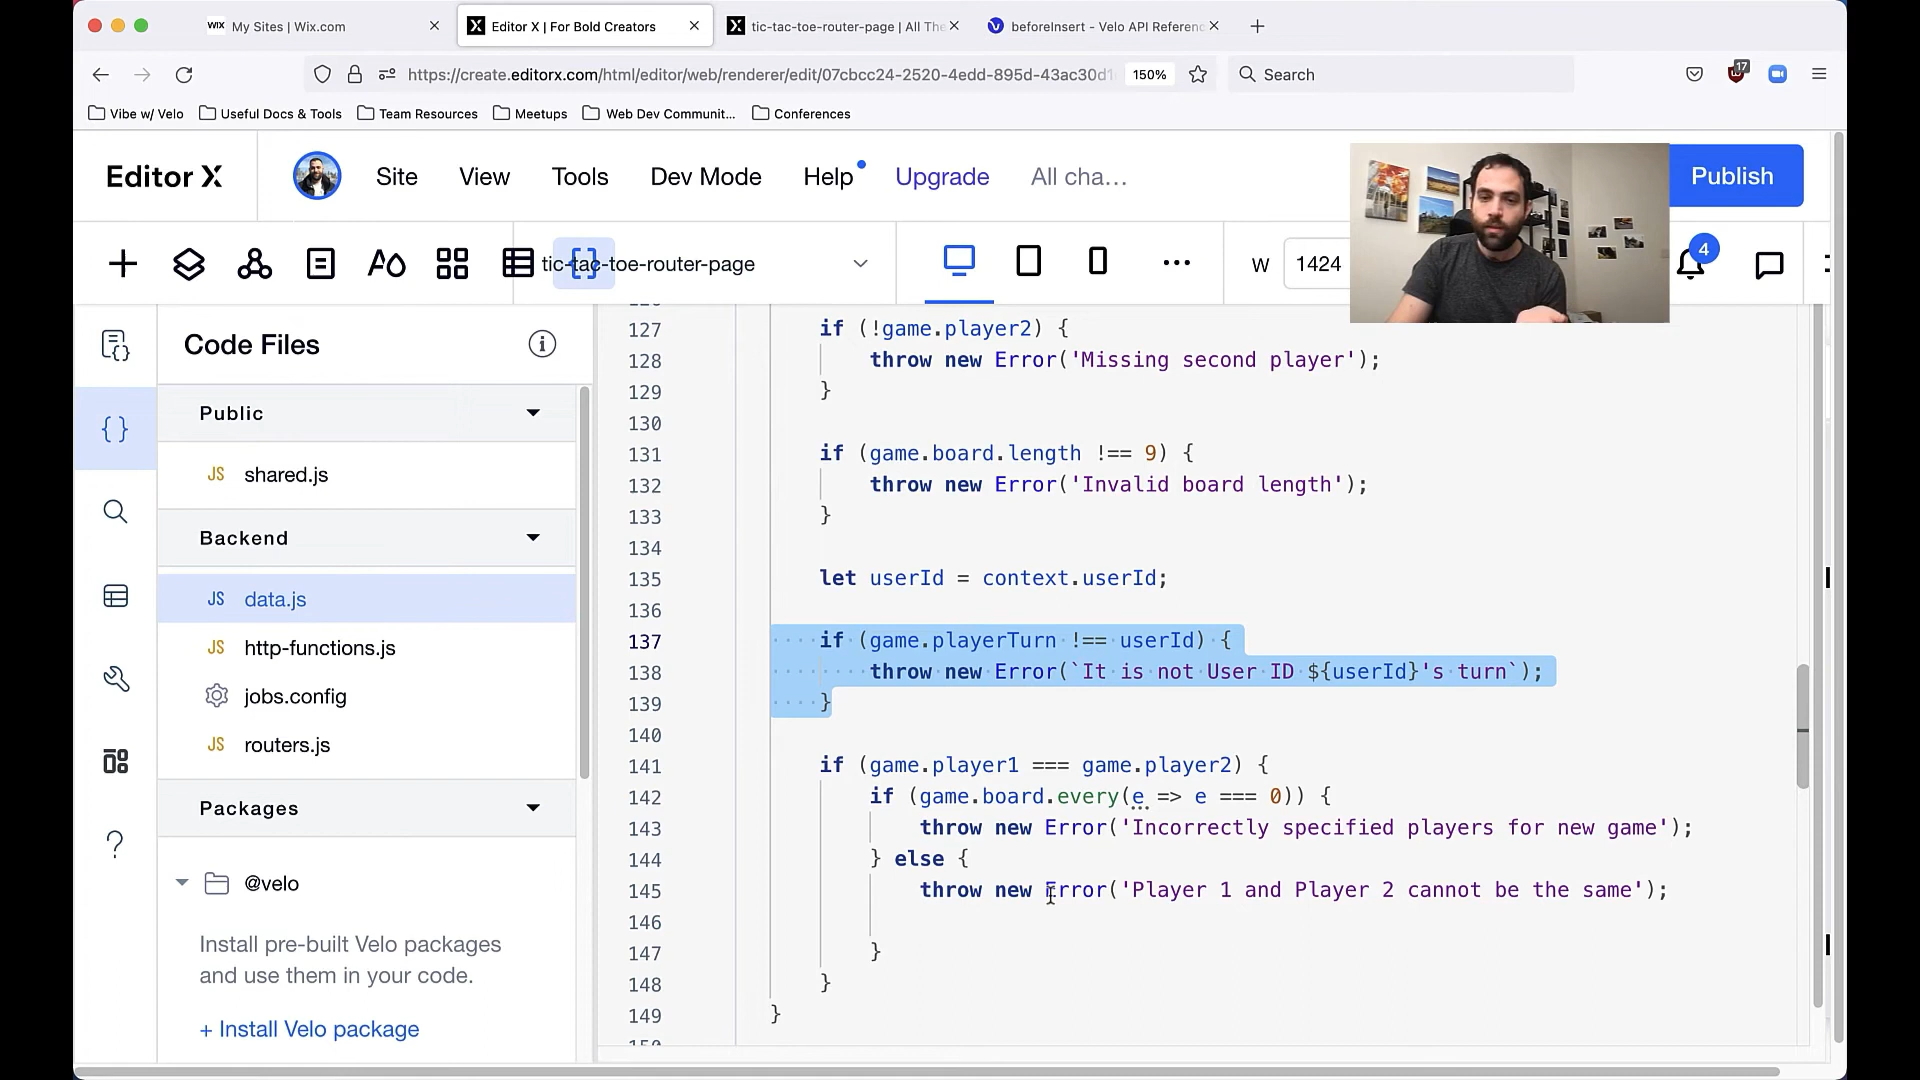 WIX My Sites | Wix.com
Editor X | For Bold Creators
tic-tac-toe-router-page | All The
beforeInsert - Velo API Referenc
https://create.editorx.com/html/editor/web/renderer/edit/07cbcc24-2520-4edd-895d-43ac30d1
150%
Search
17
Vibe w/ Velo
Useful Docs & Tools
Team Resources
Meetups
Web Dev Communit...
Conferences
Editor X
Site
View
Tools
Dev Mode
Help
Upgrade
All cha...
Publish
tic-tac-toe-router-page
W
1424
4
Code Files
Public
JS shared.js
Backend
JS data.js
JS http-functions.js
jobs.config
JS routers.js
Packages
@velo
Install pre-built Velo packages
and use them in your code.
+ Install Velo package
127 if (!game.player2) {
128 throw new Error('Missing second player');
129 }
130
131 if (game.board.length !== 9) {
132 throw new Error('Invalid board length');
133 }
134
135 let userId = context.userId;
136
137 if (game.playerTurn !== userId) {
138 throw new Error(`It is not User ID ${userId}'s turn`);
139 }
140
141 if (game.player1 === game.player2) {
142 if (game.board.every(e => e === 0)) {
143 throw new Error('Incorrectly specified players for new game');
144 } else {
145 throw new Error('Player 1 and Player 2 cannot be the same');
146
147 }
148 }
149 }